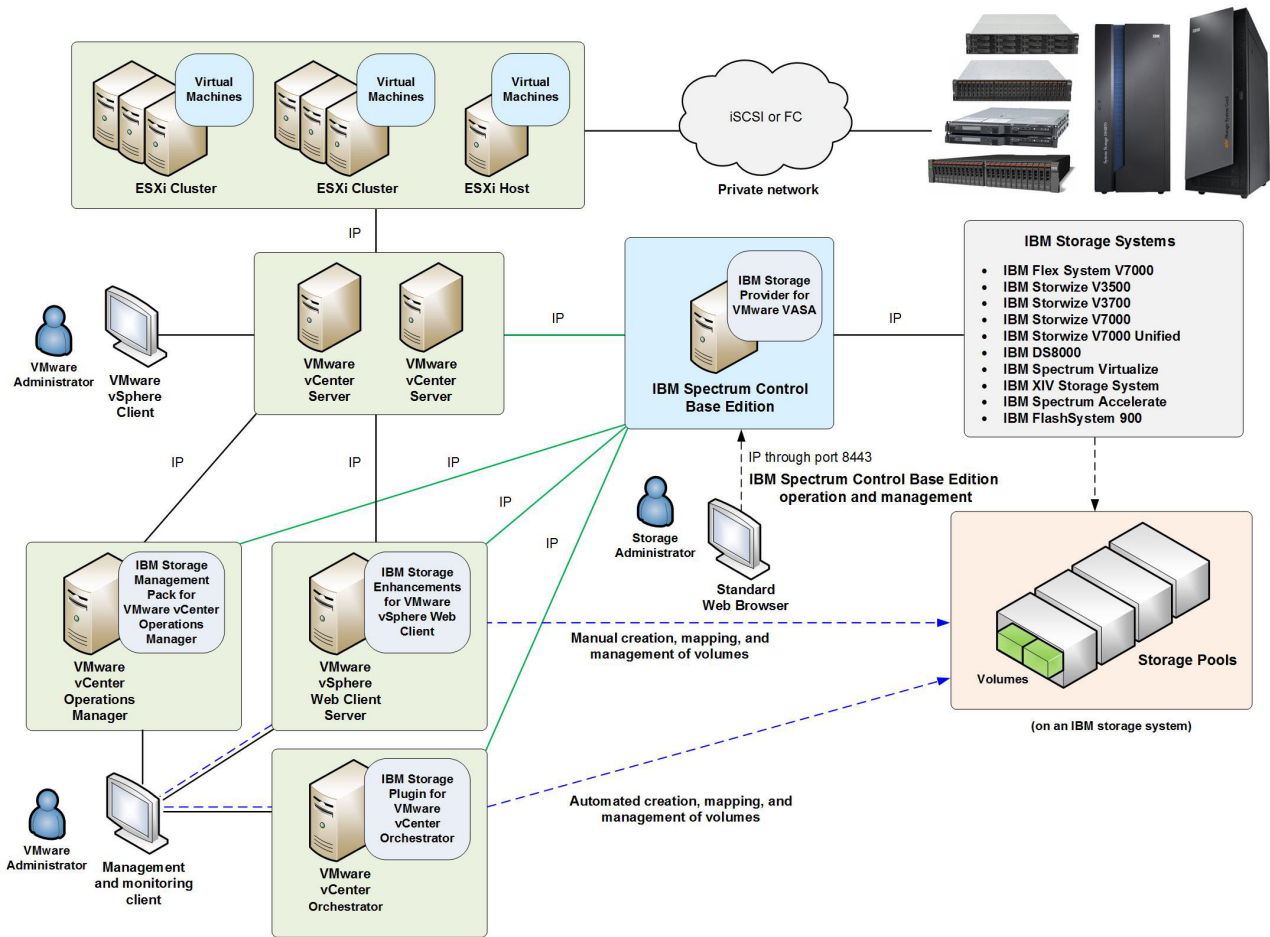 Virtual
Machines
Virtual
Machines
Virtual
Machines
ESXi Cluster
ESXi Cluster
ESXi Host
iSCSI or FC
Private network
IP
IBM Storage
Provider for
VMware VASA
IBM Spectrum Control
Base Edition
IBM Storage Systems
• IBM Flex System V7000
• IBM Storwize V3500
• IBM Storwize V3700
• IBM Storwize V7000
• IBM Storwize V7000 Unified
• IBM DS8000
• IBM Spectrum Virtualize
• IBM XIV Storage System
• IBM Spectrum Accelerate
• IBM FlashSystem 900
VMware
Administrator
VMware
vSphere
Client
VMware
vCenter
Server
VMware
vCenter
Server
IP
IP
IP
IP
IP
IP
IP
IP through port 8443
IBM Spectrum Control Base Edition
operation and management
Storage
Administrator
Standard
Web Browser
IBM Storage
Management
Pack for
VMware vCenter
Operations
Manager
VMware
vCenter
Operations
Manager
IBM Storage
Enhancements
for VMware
vSphere Web
Client
VMware
vSphere
Web Client
Server
Manual creation, mapping, and
management of volumes
Volumes
Storage Pools
(on an IBM storage system)
IBM Storage
Plugin for
VMware
vCenter
Orchestrator
VMware
vCenter
Orchestrator
Automated creation, mapping, and
management of volumes
VMware
Administrator
Management
and monitoring
client